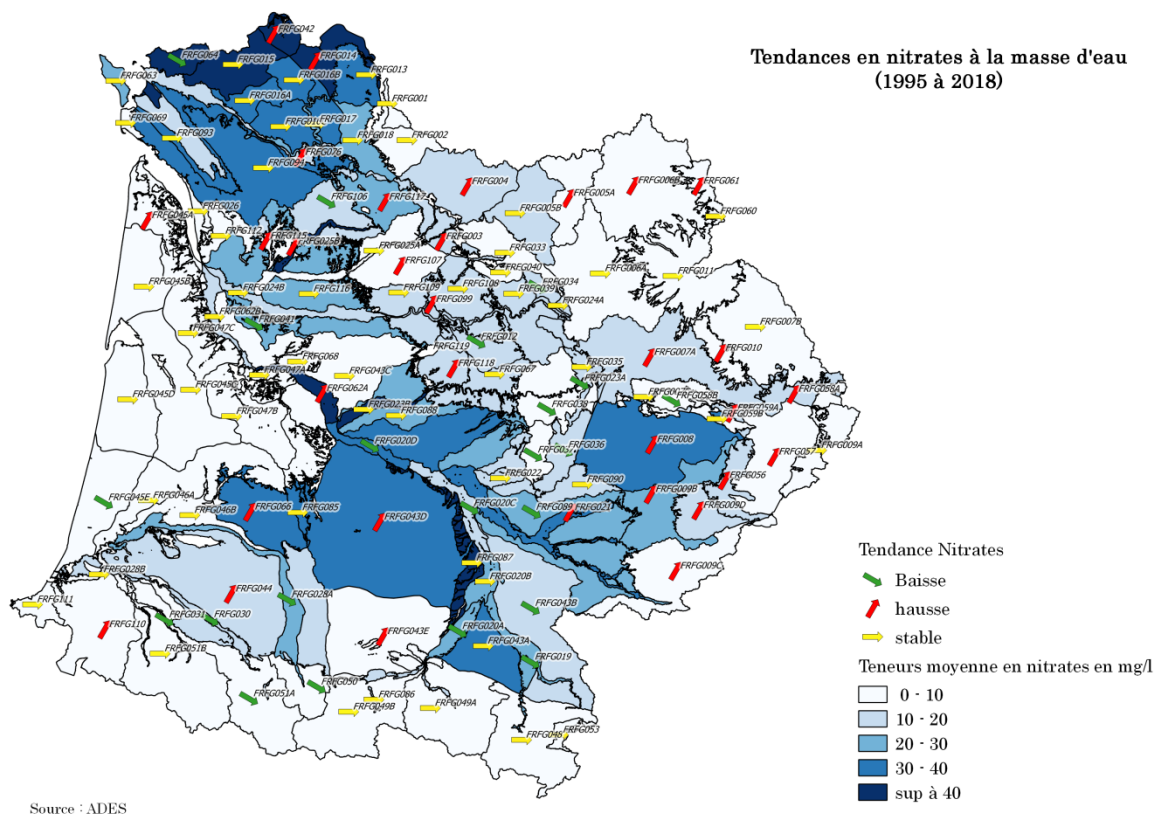 Tendances en nitrates à la masse d'eau
(1995 à 2018)
FRFG042
FRFG064
FRFG015
FRFG014
FRFG063
FRFG016B
FRFG013
FRFG016A
FRFG001
FRFG069
FRFG017
FRFG093
FRFG018
FRFG002
FRFG076
FRFG094
FRFG004
FRFG006B
FRFG061
FRFG106
FRFG117
FRFG005A
FRFG026
FRFG005B
FRFG060
FRFG045A
FRFG112
FRFG115
FRFG025B
FRFG025A
FRFG003
FRFG033
FRFG107
FRFG040
FRFG006A
FRFG011
FRFG045B
FRFG024B
FRFG116
FRFG109
FRFG108
FRFG034
FRFG039
FRFG099
FRFG024A
FRFG062B
FRFG041
FRFG047C
FRFG007B
FRFG012
FRFG119
FRFG007A
FRFG010
FRFG068
FRFG118
FRFG035
FRFG047A
FRFG043C
FRFG067
FRFG023A
FRFG045C
FRFG062A
FRFG058A
FRFG045D
FRFG058B
FRFG038
FRFG059A
FRFG047B
FRFG088
FRFG059B
FRFG020D
FRFG036
FRFG008
FRFG009A
FRFG057
FRFG022
FRFG090
FRFG056
FRFG045E
FRFG046A
FRFG009B
FRFG046B
FRFG066
FRFG085
FRFG043D
FRFG020C
FRFG089
FRFG021
FRFG009D
FRFG087
FRFG009C
FRFG028B
FRFG020B
FRFG044
FRFG028A
FRFG043B
FRFG111
FRFG031
FRFG030
FRFG110
FRFG020A
FRFG043E
FRFG043A
FRFG051B
FRFG019
FRFG050
FRFG051A
FRFG086
FRFG049B
FRFG049A
FRFG053
Tendance Nitrates
Baisse
hausse
stable
Teneurs moyenne en nitrates en mg/l
0 - 10
10 - 20
20 - 30
30 - 40
sup à 40
Source : ADES